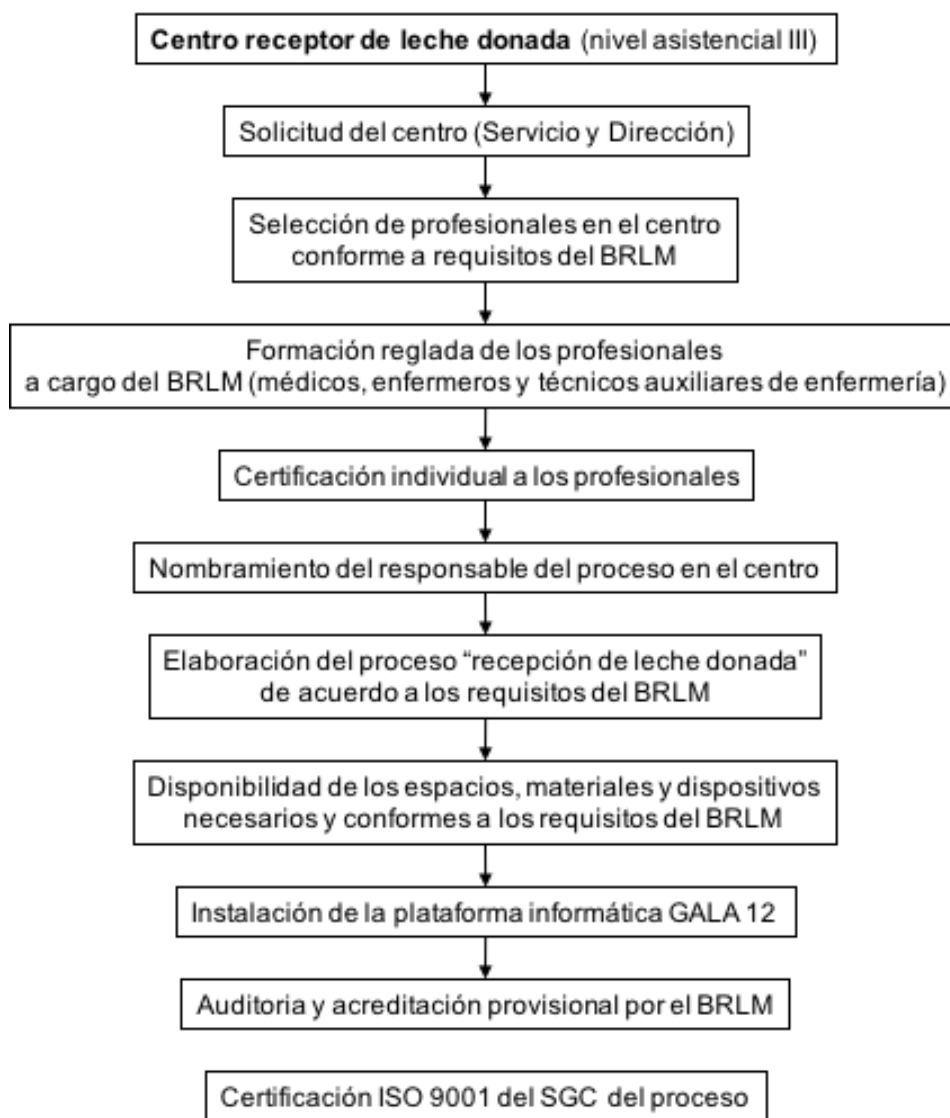 Centro receptor de leche donada (nivel asistencial III)
Solicitud del centro (Servicio y Dirección)
Selección de profesionales en el centro
conforme a requisitos del BRLM
Formación reglada de los profesionales
a cargo del BRLM (médicos, enfermeros y técnicos auxiliares de enfermería)
Certificación individual a los profesionales
Nombramiento del responsable del proceso en el centro
Elaboración del proceso “recepción de leche donada”
de acuerdo a los requisitos del BRLM
Disponibilidad de los espacios, materiales y dispositivos
necesarios y conformes a los requisitos del BRLM
Instalación de la plataforma informática GALA 12
Auditoria y acreditación provisional por el BRLM
Certificación ISO 9001 del SGC del proceso